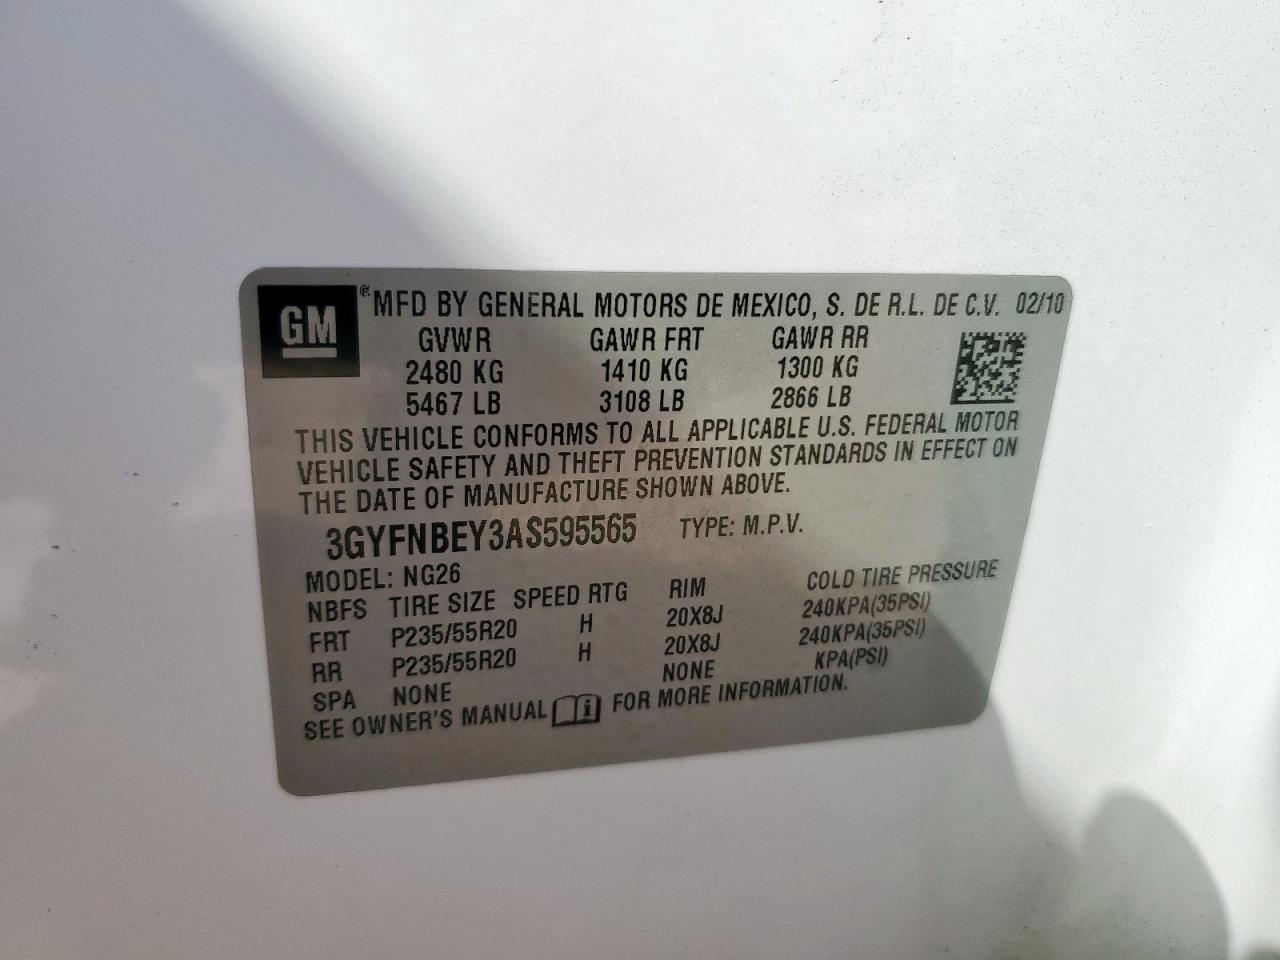 GM ® MFD BY GENERAL MOTORS DE MEXICO, S. DE R.L. DE C.V. 02/10
GVWR GAWR FRT GAWR RR
2480 KG 1410 KG 1300 KG
5467 LB 3108 LB 2866 LB
THIS VEHICLE CONFORMS TO ALL APPLICABLE U.S. FEDERAL MOTOR
VEHICLE SAFETY AND THEFT PREVENTION STANDARDS IN EFFECT ON
THE DATE OF MANUFACTURE SHOWN ABOVE.
3GYFNBEY3AS595565 TYPE: M.P.V.
MODEL: NG26
NBFS TIRE SIZE SPEED RTG RIM COLD TIRE PRESSURE
FRT P235/55R20 H 20X8J 240KPA(35PSI)
RR P235/55R20 H 20X8J 240KPA(35PSI)
SPA NONE NONE KPA(PSI)
SEE OWNER'S MANUAL FOR MORE INFORMATION.